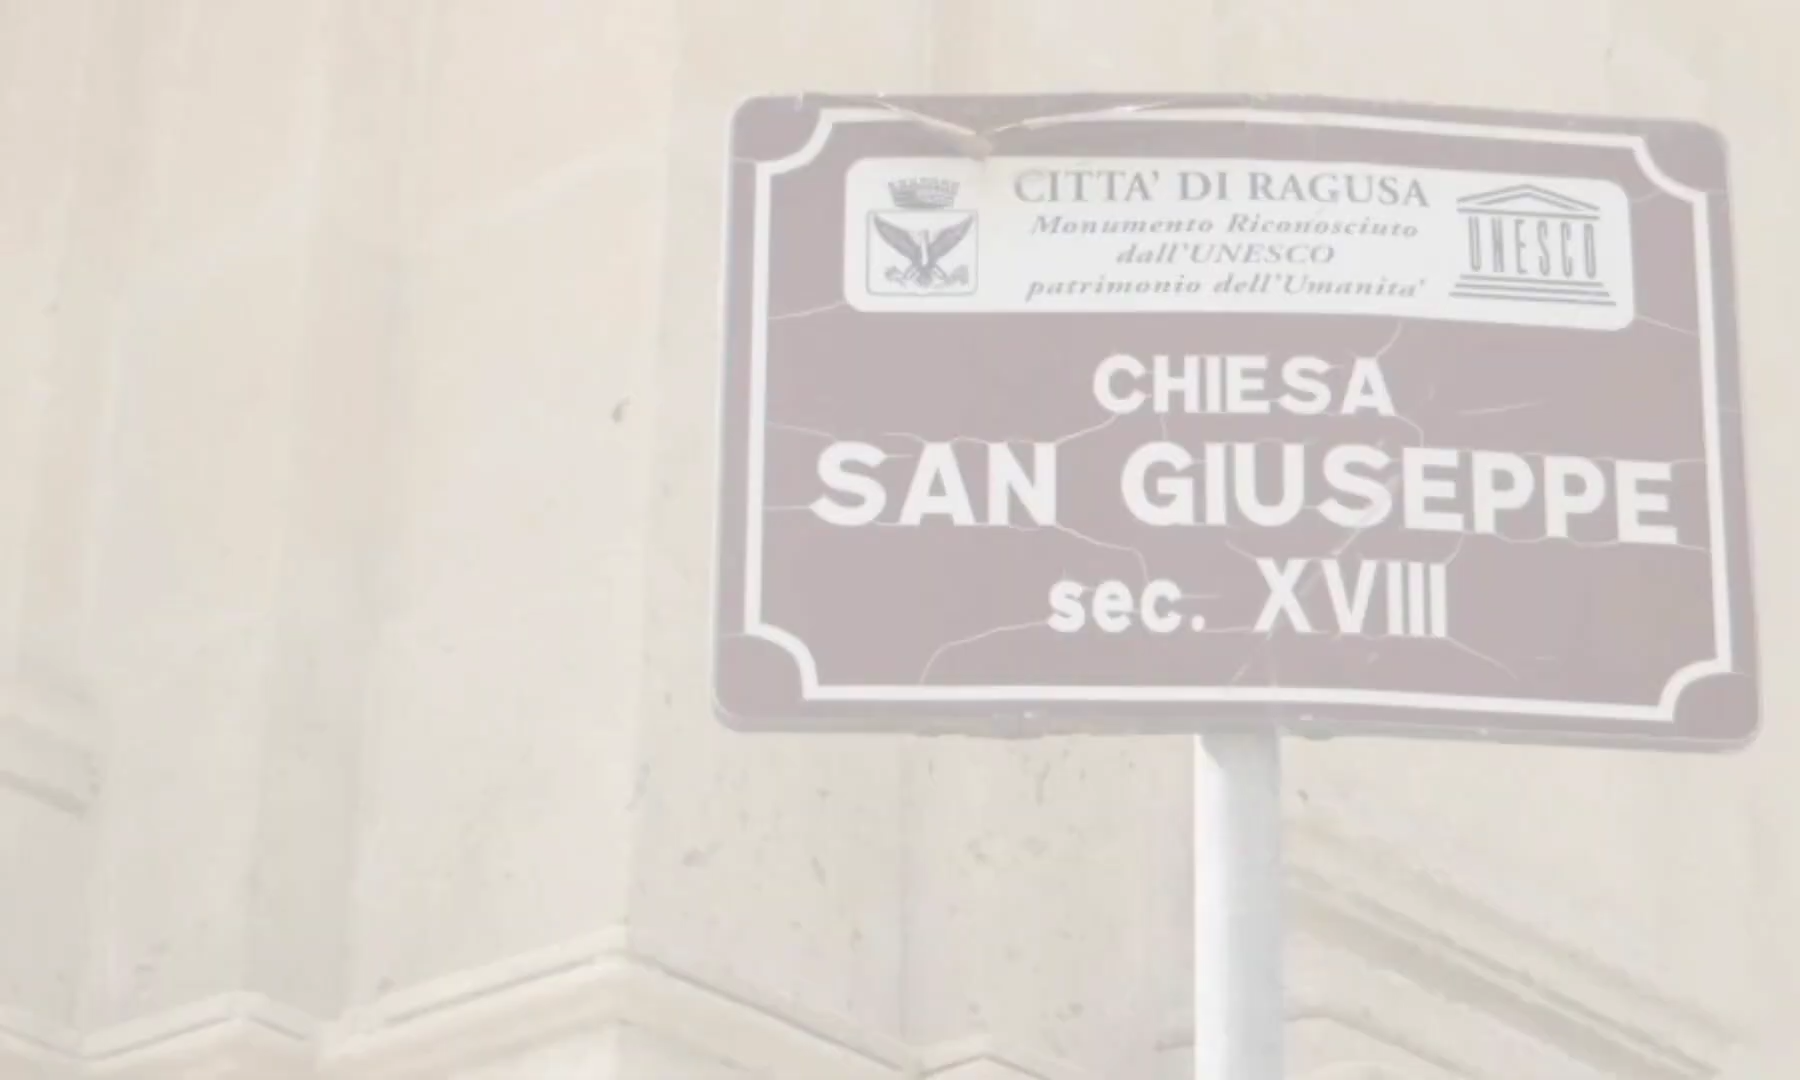 CITTA' DI RAGUSA
Monumento Riconosciuto
dall'UNESCO
patrimonio dell'Umanita'
UNESCO
CHIESA
SAN GIUSEPPE
sec. XVIII